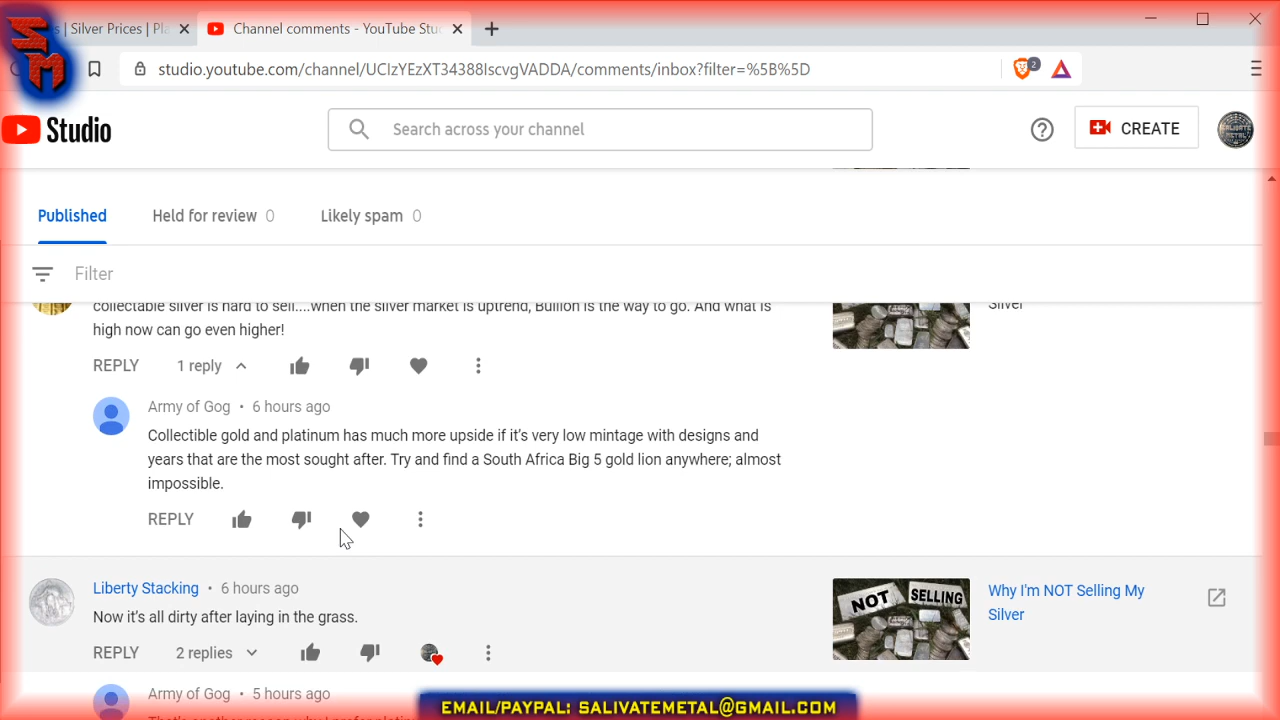 SM
| Silver Prices | Pla
Channel comments - YouTube Stu
studio.youtube.com/channel/UCIzYEzXT34388IscvgVADDA/comments/inbox?filter=%5B%5D
2
Studio
Search across your channel
CREATE
SALIVATE METAL
Published
Held for review 0
Likely spam 0
Filter
collectable silver is hard to sell....when the silver market is uptrend, Bullion is the way to go. And what is
high now can go even higher!
Silver
REPLY 1 reply
Army of Gog • 6 hours ago
Collectible gold and platinum has much more upside if it's very low mintage with designs and
years that are the most sought after. Try and find a South Africa Big 5 gold lion anywhere; almost
impossible.
REPLY
Liberty Stacking • 6 hours ago
Now it's all dirty after laying in the grass.
REPLY 2 replies
NOT SELLING
Why I'm NOT Selling My
Silver
Army of Gog • 5 hours ago
EMAIL/PAYPAL: SALIVATEMETAL@GMAIL.COM